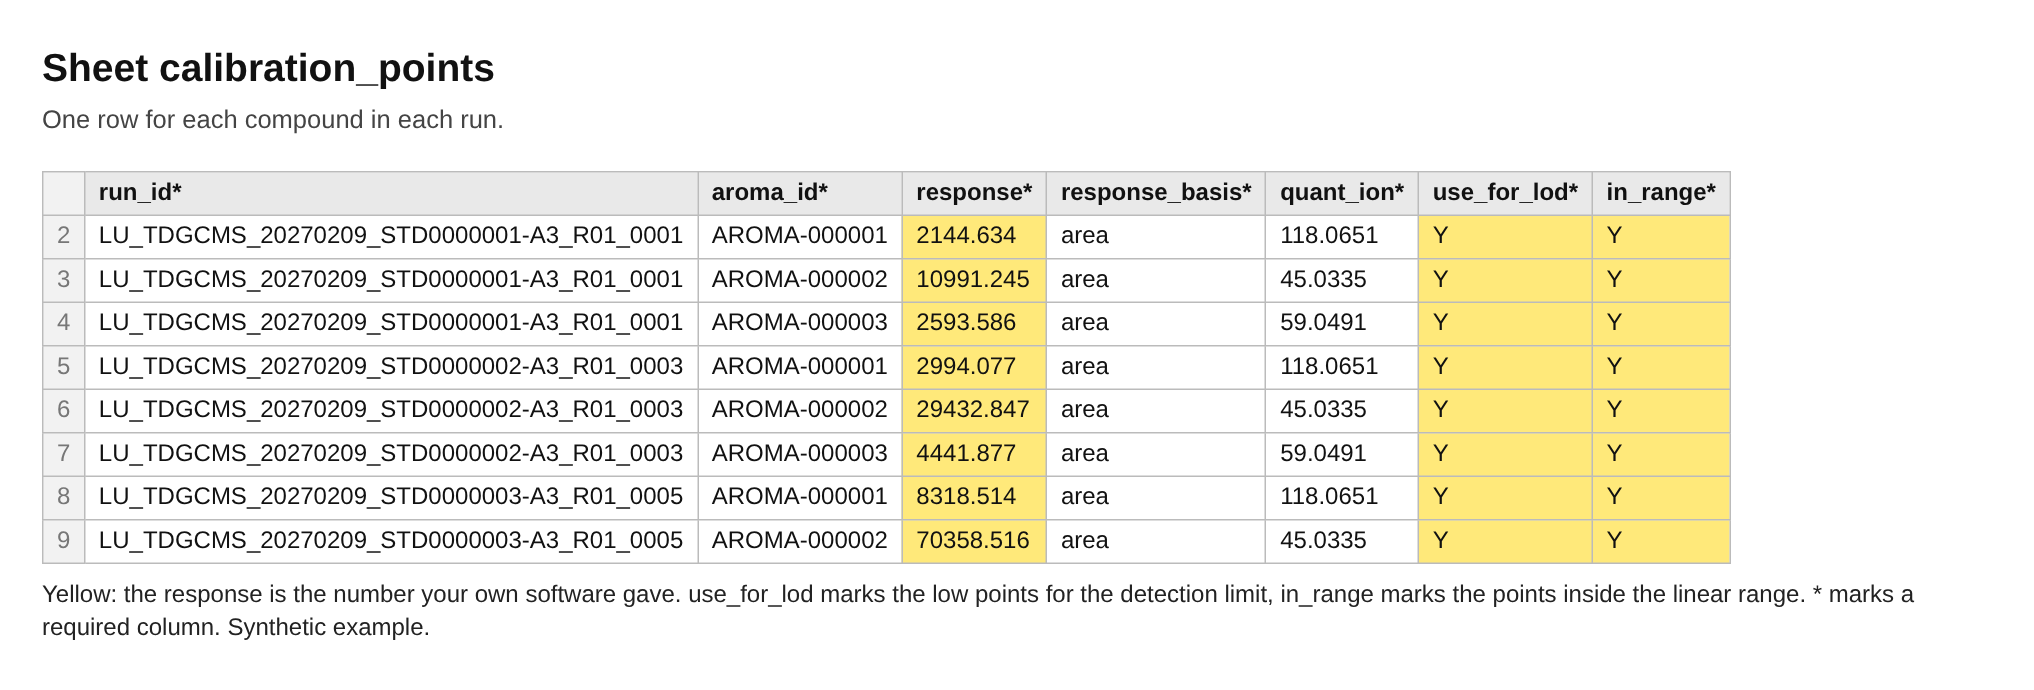 Sheet calibration_points
One row for each compound in each run.
run_id* aroma_id* response* response_basis* quant_ion* use_for_lod* in_range*
2 LU_TDGCMS_20270209_STD0000001-A3_R01_0001 AROMA-000001 2144.634 area 118.0651 Y Y
3 LU_TDGCMS_20270209_STD0000001-A3_R01_0001 AROMA-000002 10991.245 area 45.0335 Y Y
4 LU_TDGCMS_20270209_STD0000001-A3_R01_0001 AROMA-000003 2593.586 area 59.0491 Y Y
5 LU_TDGCMS_20270209_STD0000002-A3_R01_0003 AROMA-000001 2994.077 area 118.0651 Y Y
6 LU_TDGCMS_20270209_STD0000002-A3_R01_0003 AROMA-000002 29432.847 area 45.0335 Y Y
7 LU_TDGCMS_20270209_STD0000002-A3_R01_0003 AROMA-000003 4441.877 area 59.0491 Y Y
8 LU_TDGCMS_20270209_STD0000003-A3_R01_0005 AROMA-000001 8318.514 area 118.0651 Y Y
9 LU_TDGCMS_20270209_STD0000003-A3_R01_0005 AROMA-000002 70358.516 area 45.0335 Y Y
Yellow: the response is the number your own software gave. use_for_lod marks the low points for the detection limit, in_range marks the points inside the linear range. * marks a
required column. Synthetic example.